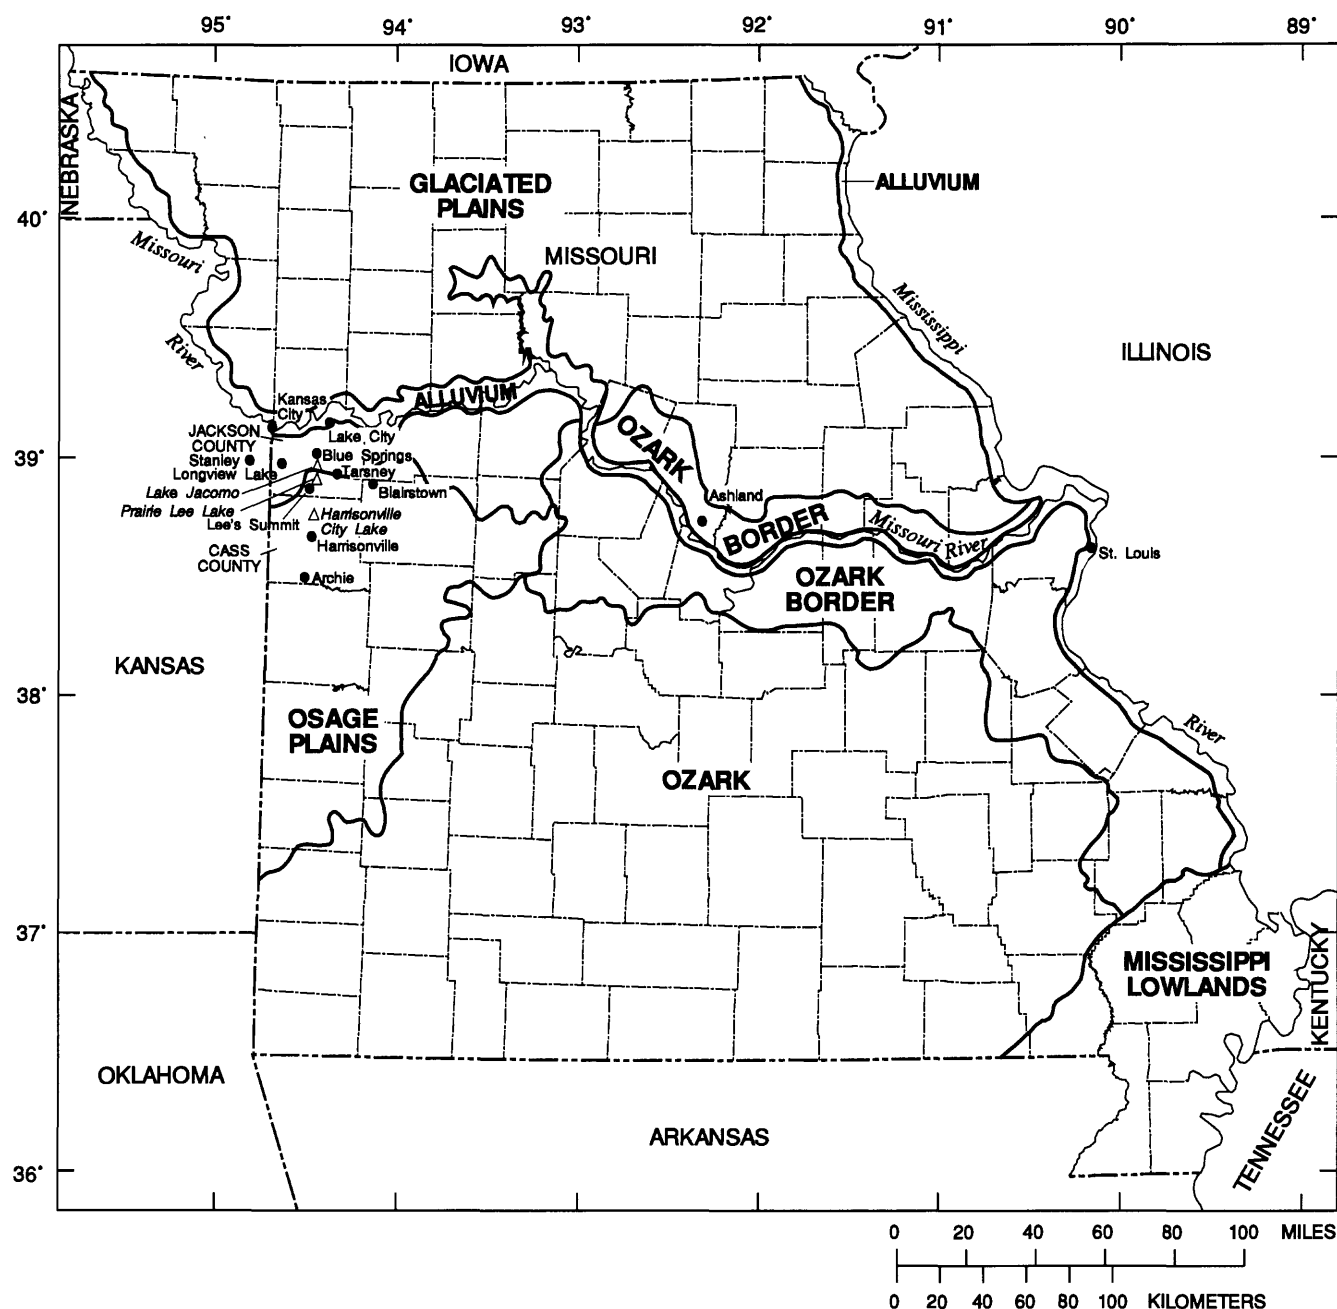 95° 94° 93° 92° 91° 90° 89°
IOWA
NEBRASKA
GLACIATED
PLAINS
ALLUVIUM
40°
Missouri
MISSOURI
Mississippi
River
ILLINOIS
ALLUVIUM
Kansas
City
OZARK
JACKSON
COUNTY
Lake City
39°
Stanley
Blue Springs
Longview Lake
Tarsney
Lake Jacomo
Blairstown
Ashland
Prairie Lee Lake
Harrisonville
City Lake
Lee's Summit
BORDER
Missouri River
Harrisonville
CASS
COUNTY
St. Louis
Archie
OZARK
BORDER
KANSAS
38°
OSAGE
PLAINS
River
OZARK
37°
MISSISSIPPI
LOWLANDS
KENTUCKY
OKLAHOMA
ARKANSAS
TENNESSEE
36°
0 20 40 60 80 100 MILES
0 20 40 60 80 100 KILOMETERS